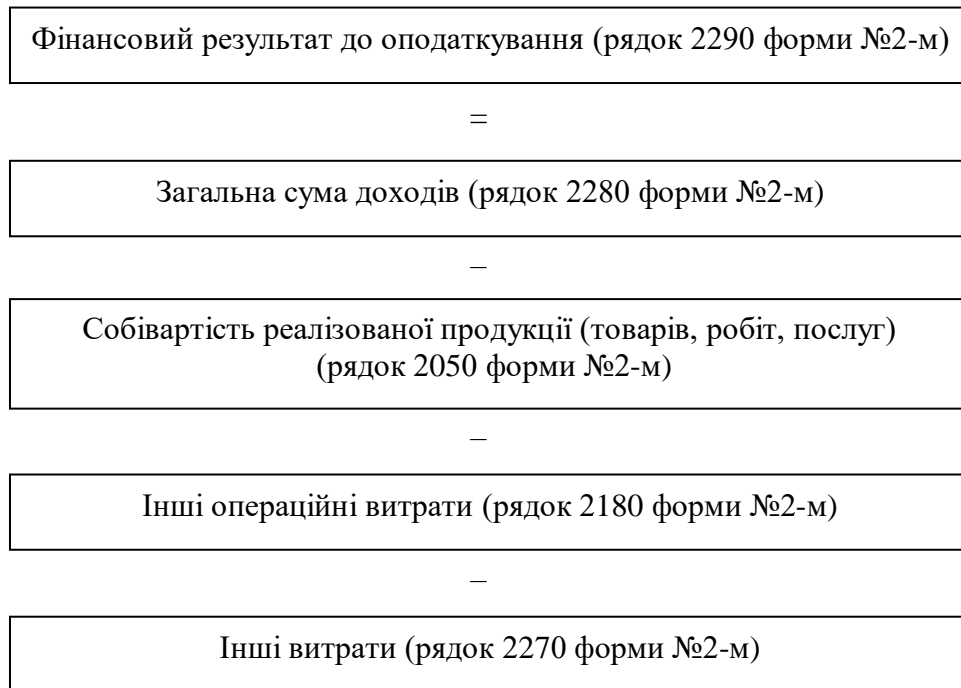 Фінансовий результат до оподаткування (рядок 2290 форми №2-м)
=
Загальна сума доходів (рядок 2280 форми №2-м)
–
Собівартість реалізованої продукції (товарів, робіт, послуг)
(рядок 2050 форми №2-м)
–
Інші операційні витрати (рядок 2180 форми №2-м)
–
Інші витрати (рядок 2270 форми №2-м)